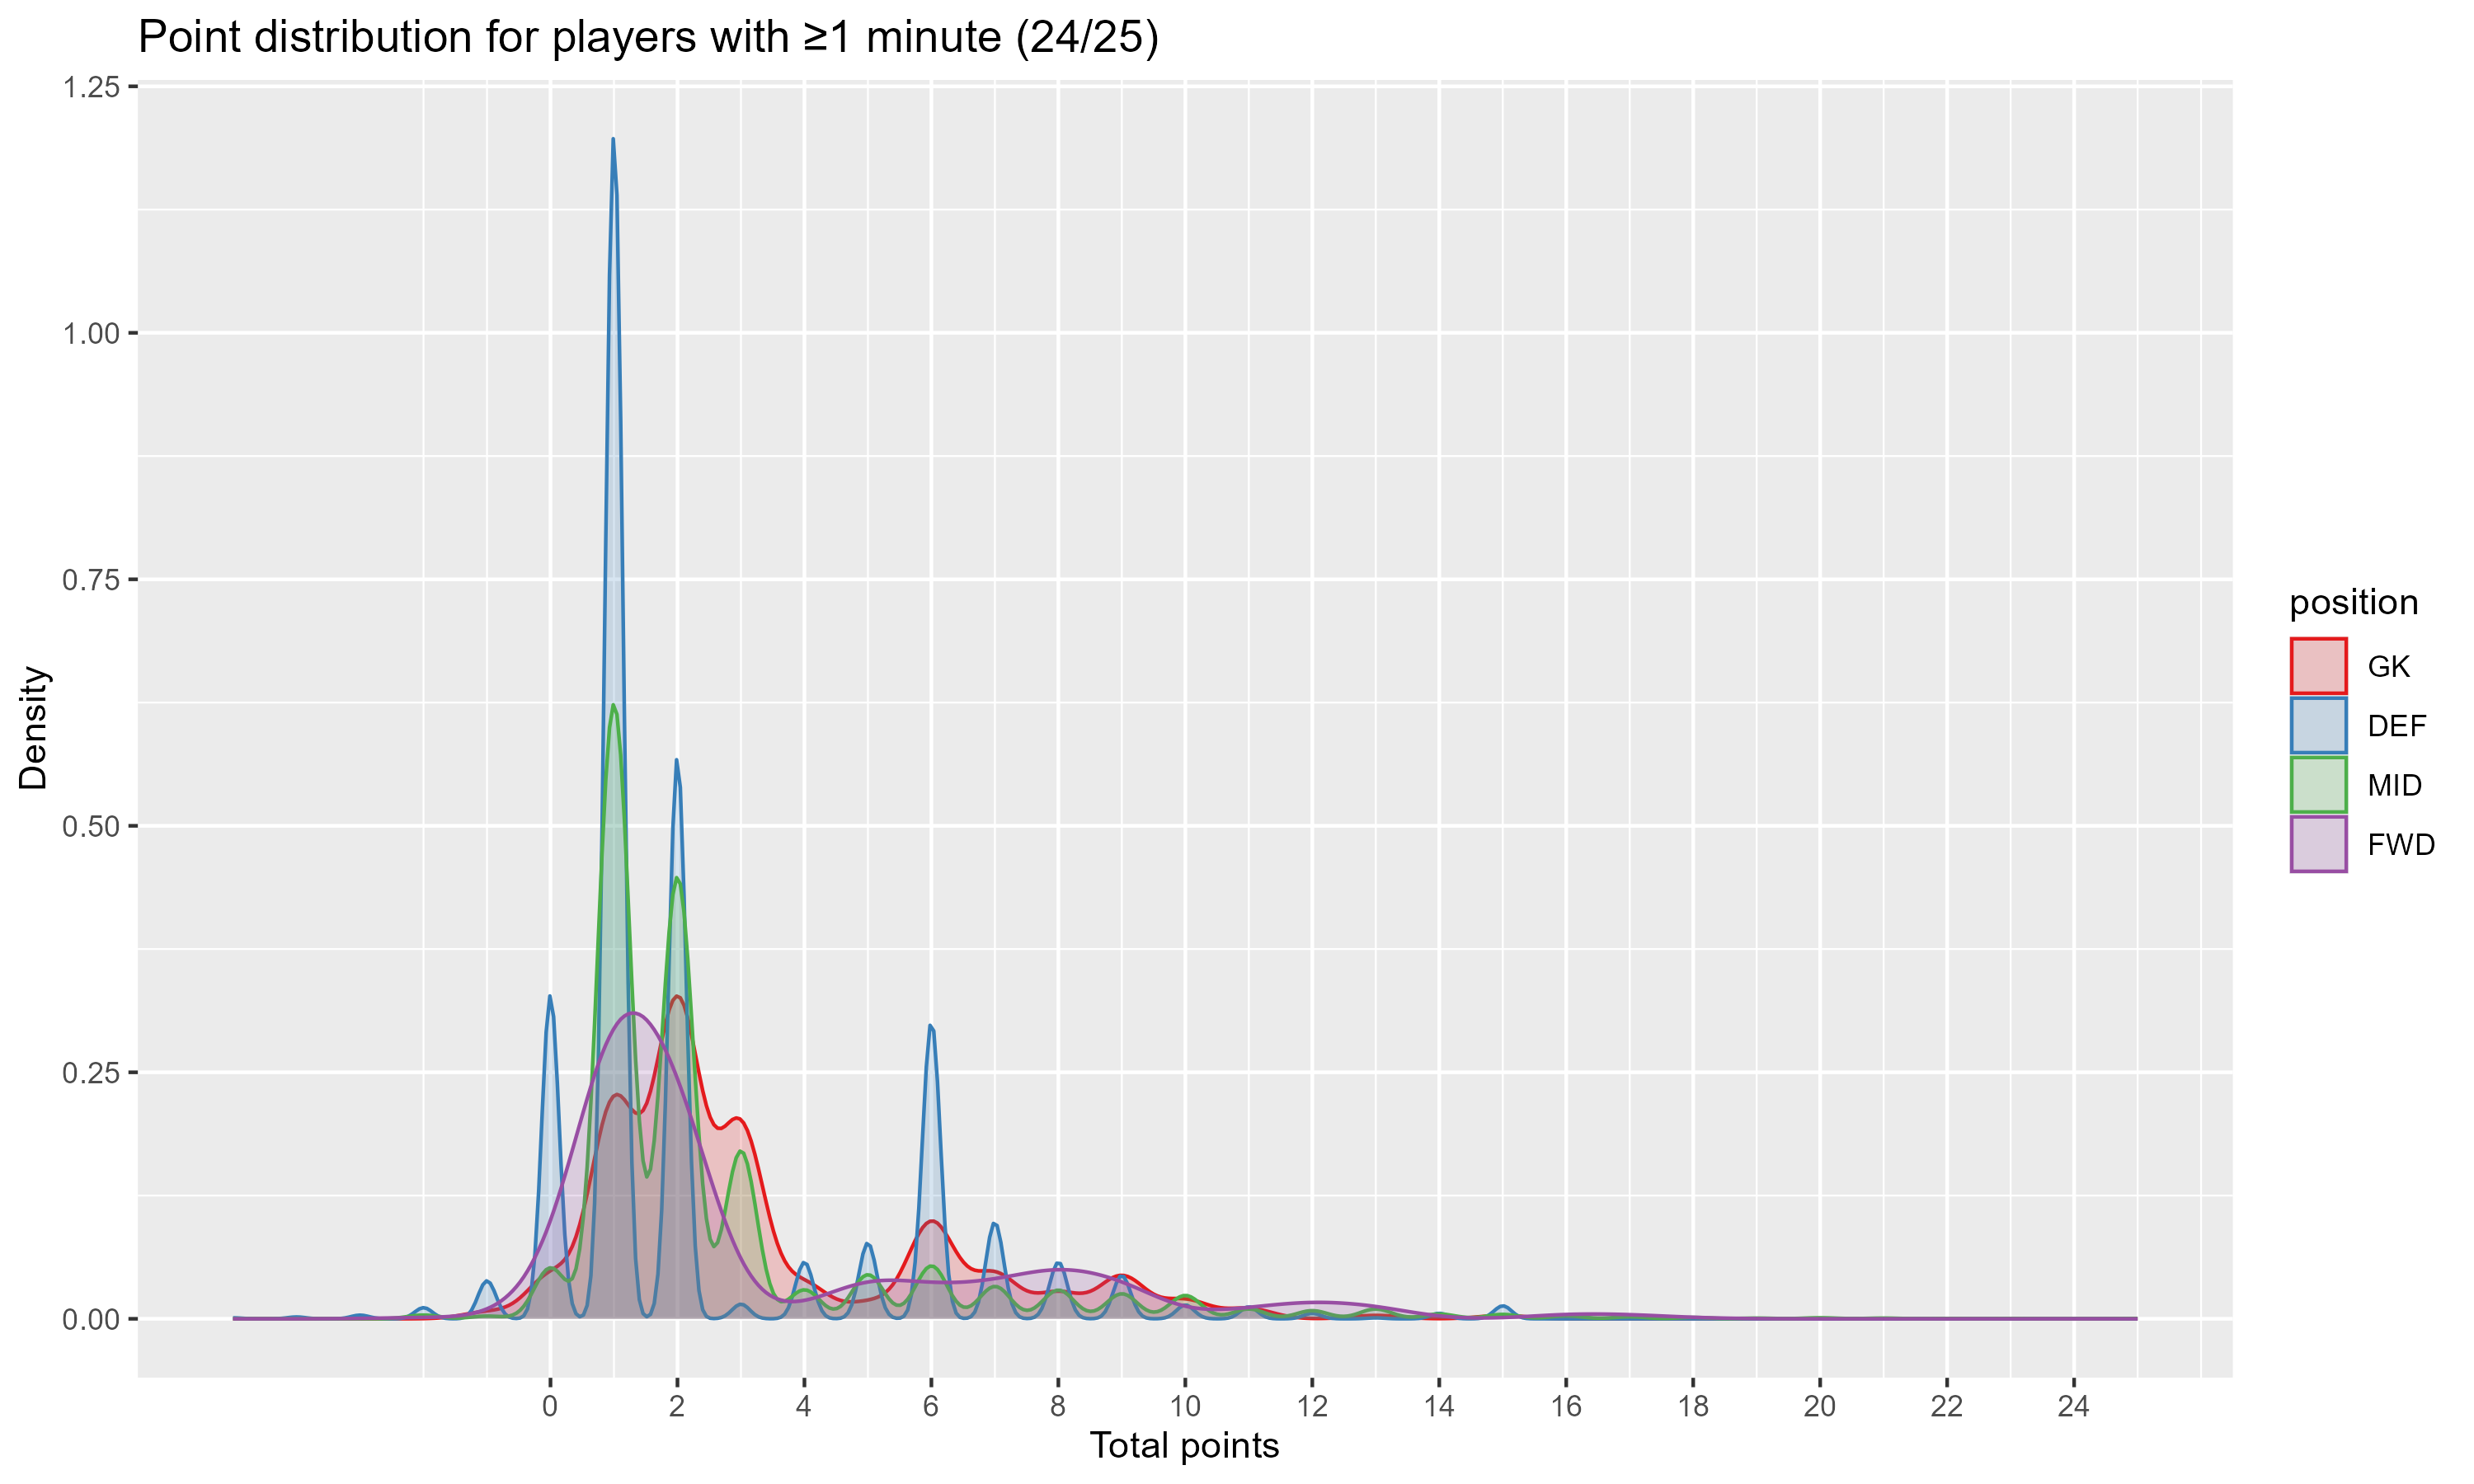 Point distribution for players with ≥1 minute (24/25)
1.25
1.00
0.75
0.50
0.25
0.00
Density
0 2 4 6 8 10 12 14 16 18 20 22 24
Total points
position
GK
DEF
MID
FWD